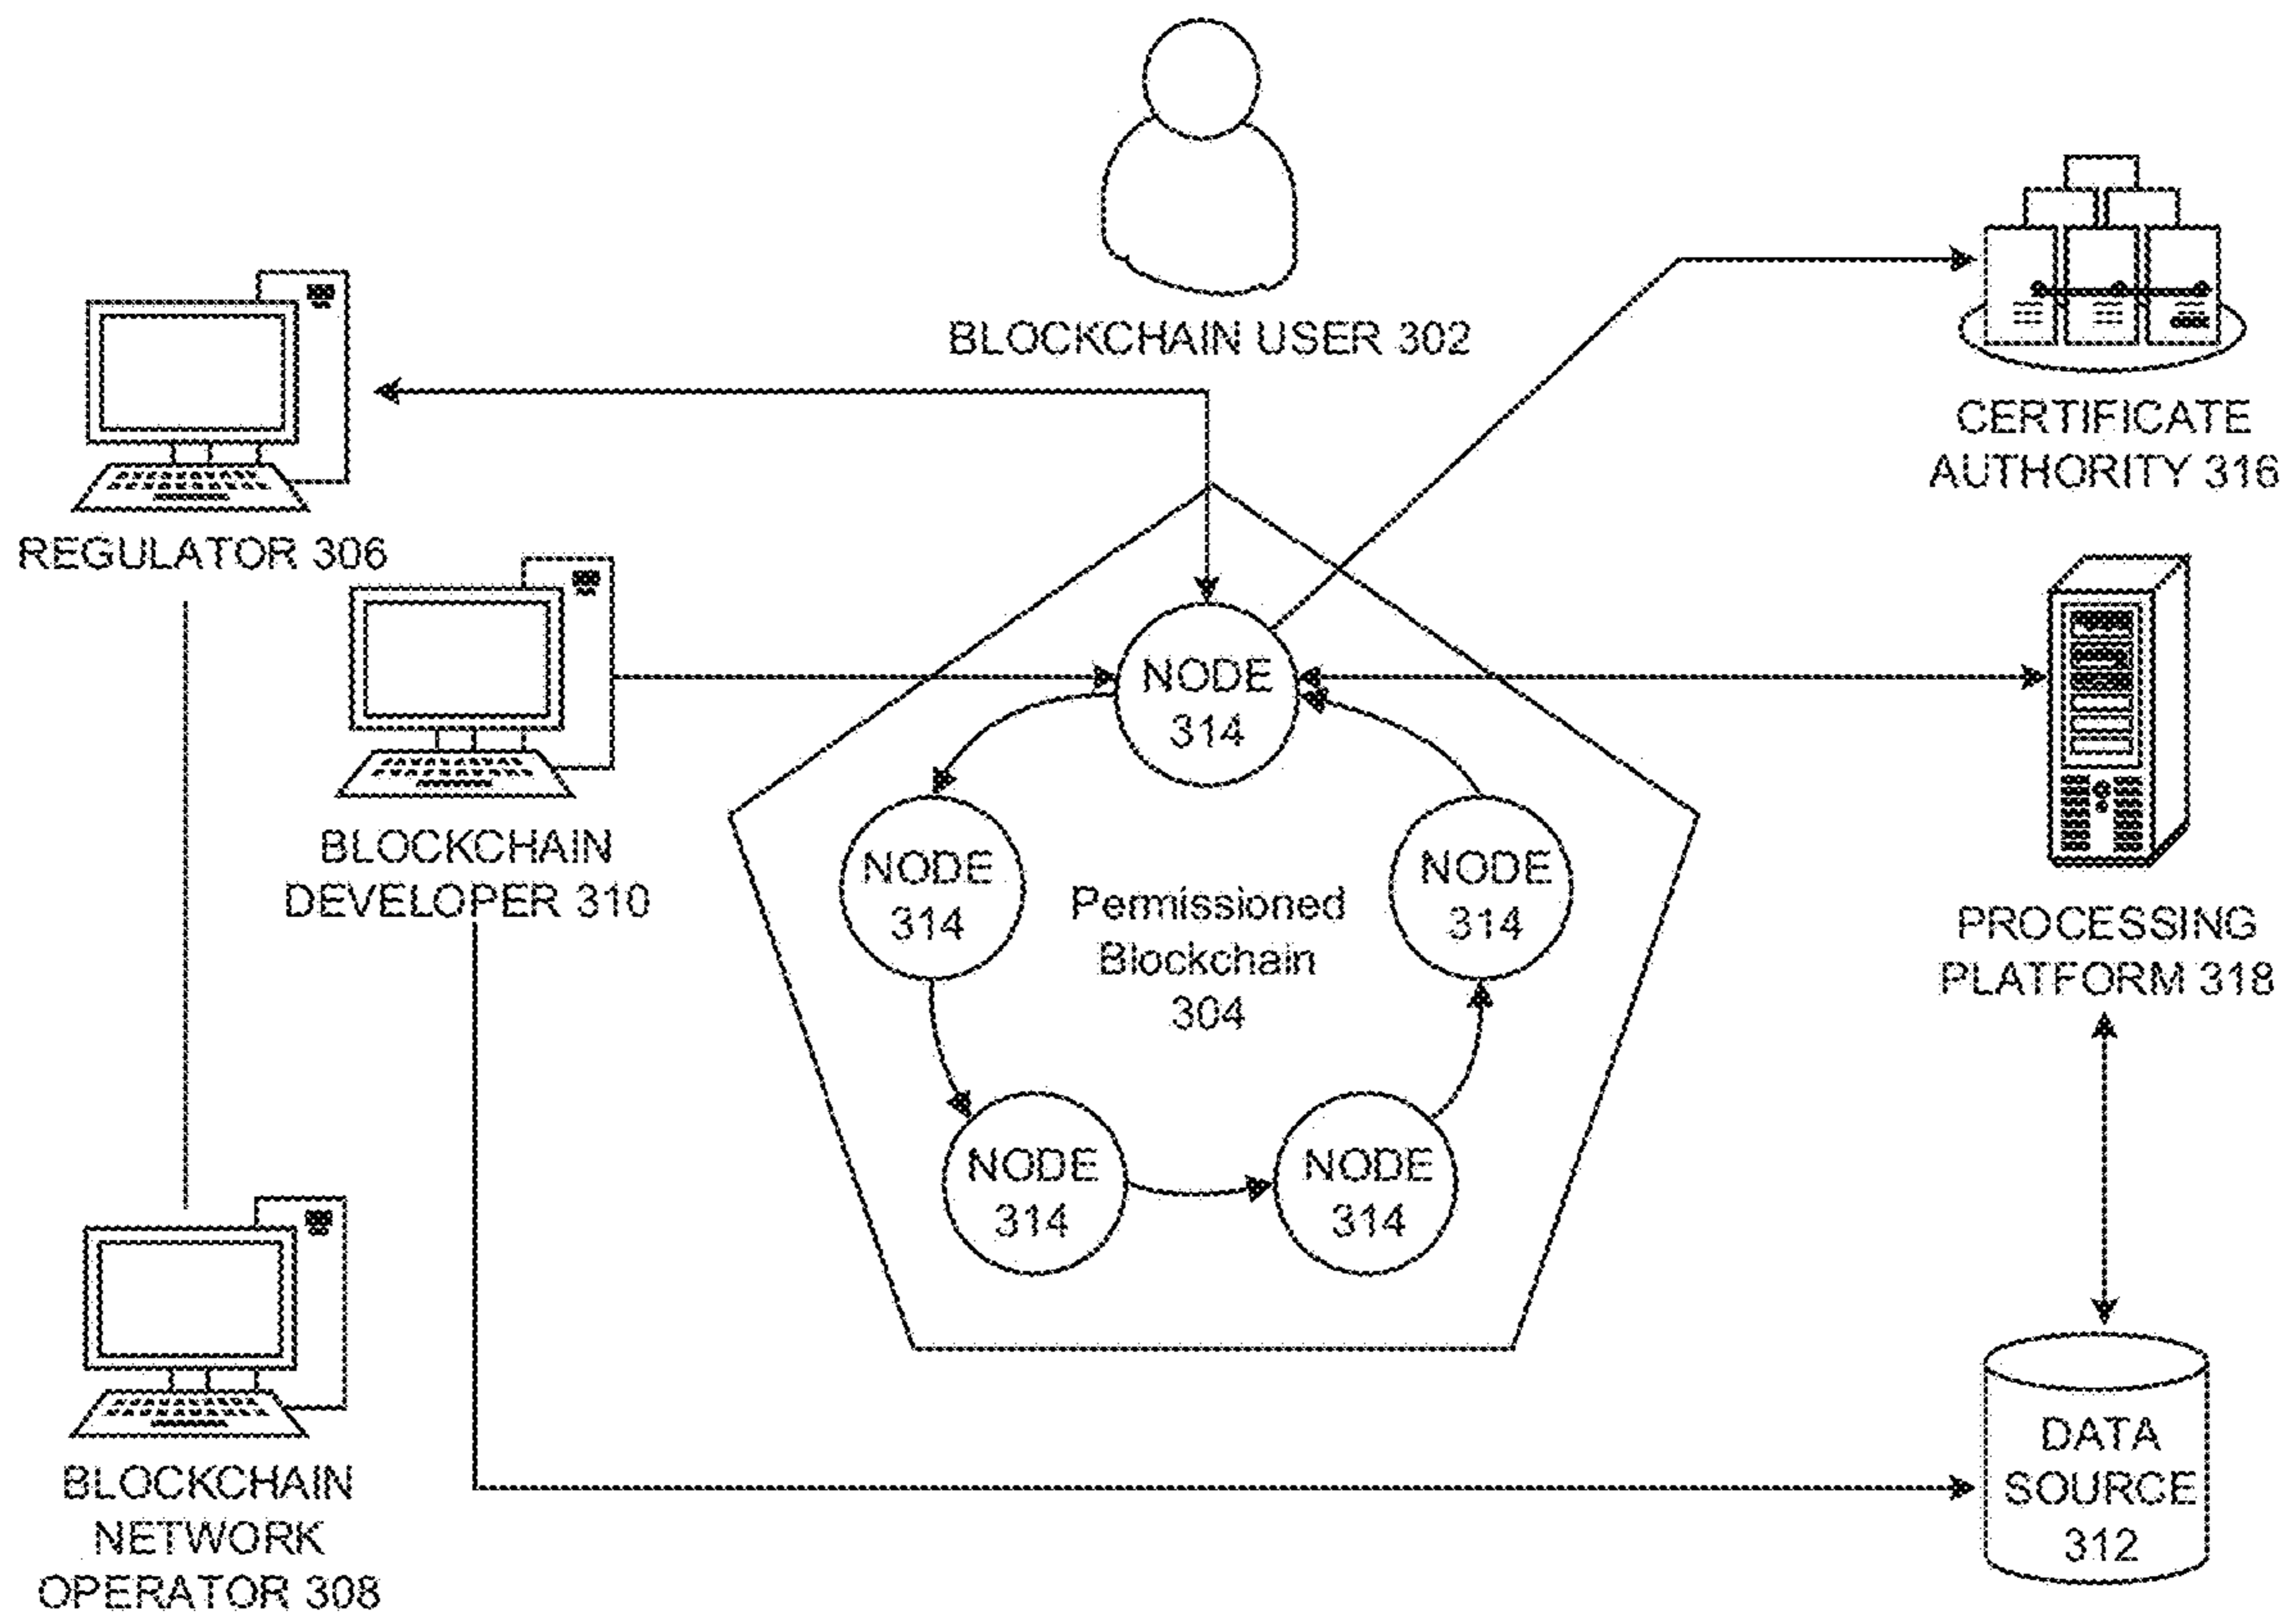 BLOCKCHAIN USER 302
CERTIFICATE
AUTHORITY 316
REGULATOR 306
NODE
314
BLOCKCHAIN
DEVELOPER 310
NODE
314
Permissioned
Blockchain
304
NODE
314
PROCESSING
PLATFORM 318
NODE
314
NODE
314
BLOCKCHAIN
NETWORK
OPERATOR 308
DATA
SOURCE
312